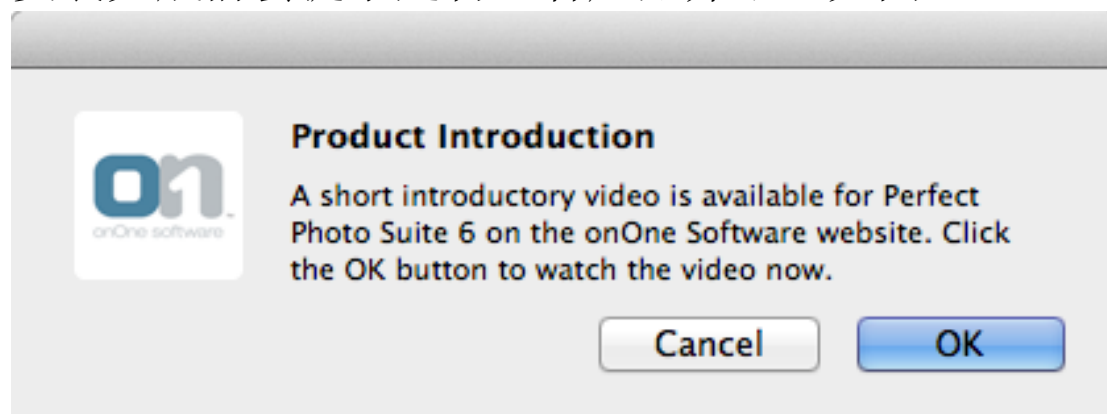 on
onOne software
Product Introduction
A short introductory video is available for Perfect
Photo Suite 6 on the onOne Software website. Click
the OK button to watch the video now.
Cancel
OK